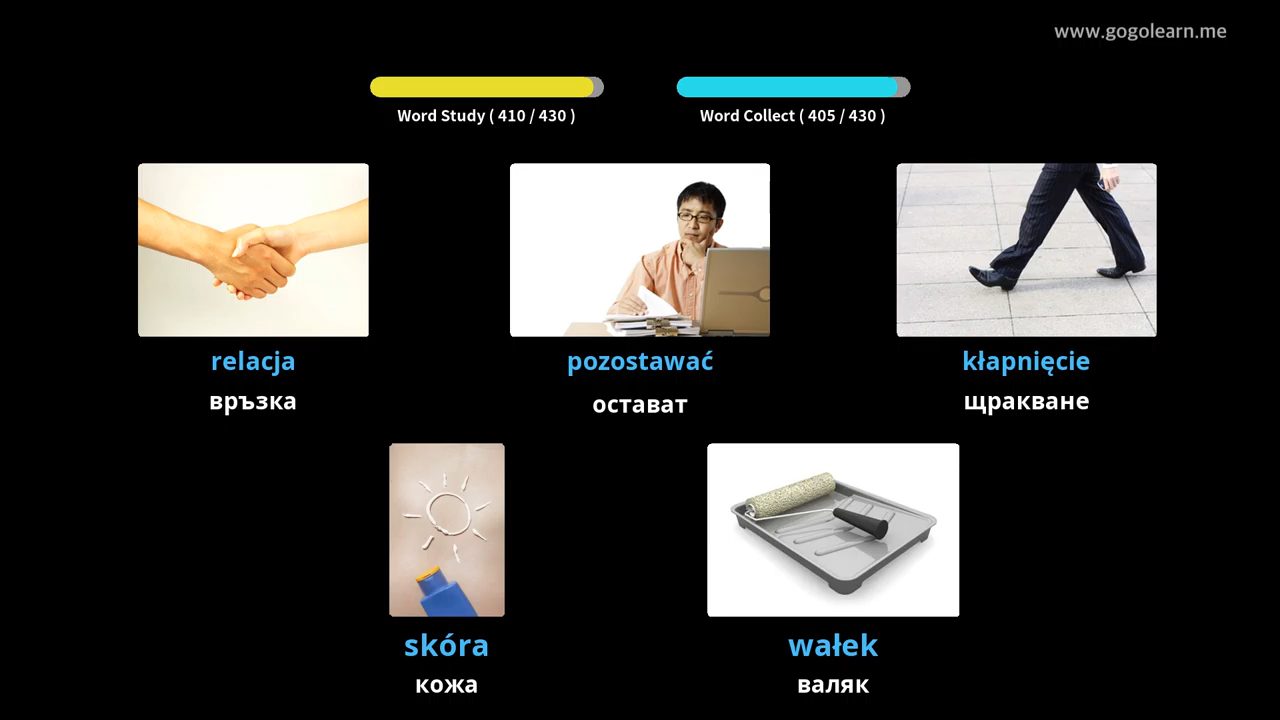 www.gogolearn.me
Word Study ( 410 / 430 )
Word Collect ( 405 / 430 )
relacja
pozostawać
kłapnięcie
връзка
остават
щракване
skóra
wałek
кожа
валяк